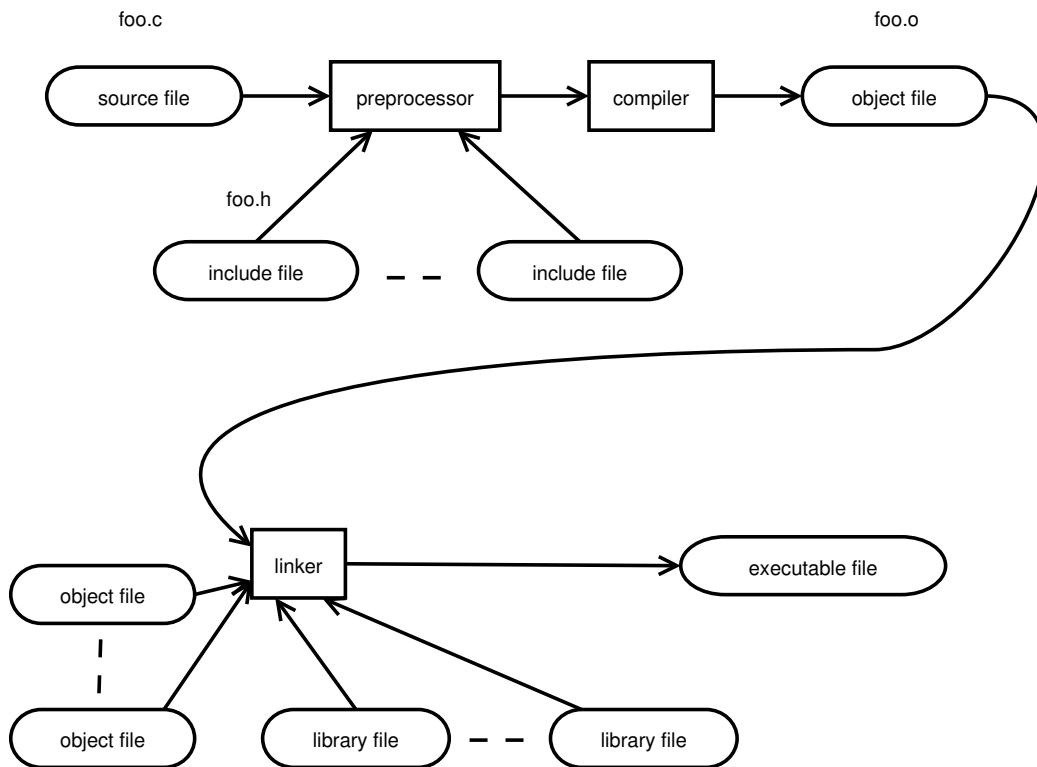 foo.c
foo.o
source file
preprocessor
compiler
object file
foo.h
include file
include file
linker
executable file
object file
object file
library file
library file